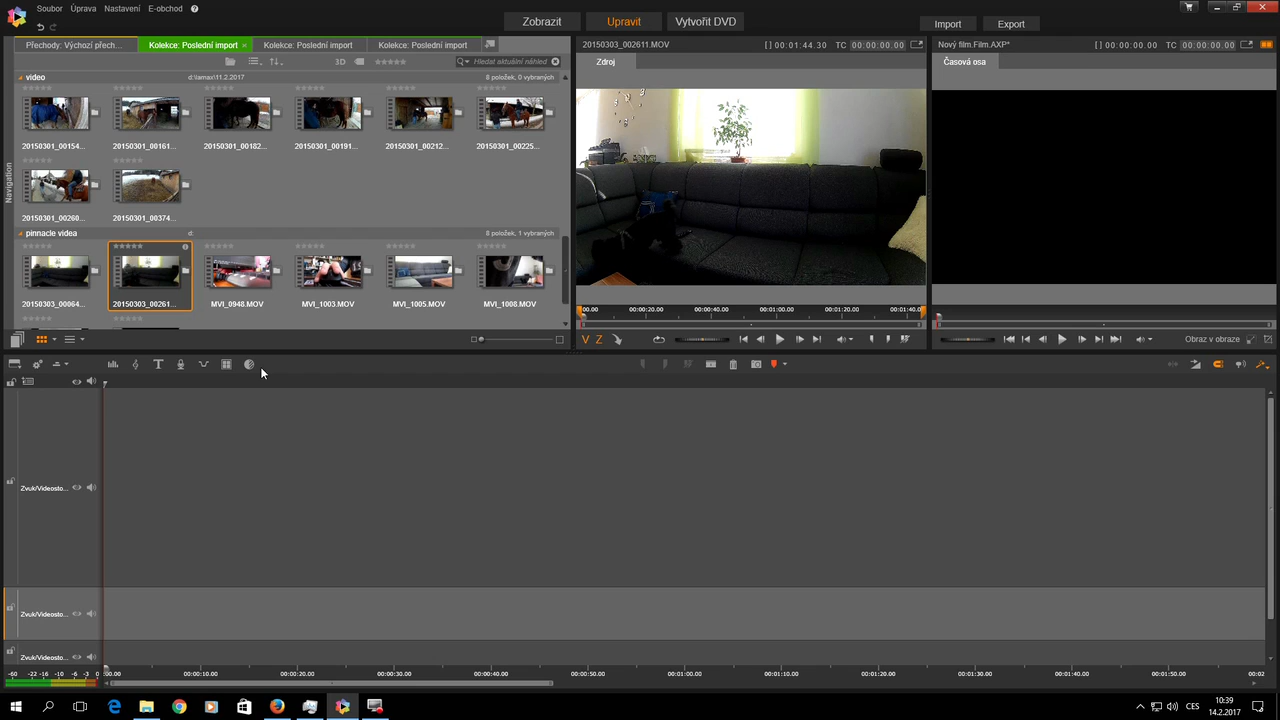 Soubor Úprava Nastavení E-obchod
Zobrazit Upravit Vytvořit DVD
Import Export
Přechody: Výchozí přech... Kolekce: Poslední import × Kolekce: Poslední import Kolekce: Poslední import
3D Hledat aktuální náhled
video d:\lamax\11.2.2017 8 položek, 0 vybraných
20150301_00154... 20150301_00161... 20150301_00182... 20150301_00191... 20150301_00212... 20150301_00225...
20150301_00260... 20150301_00374...
pinnacle videa d: 8 položek, 1 vybraných
20150303_00064... 20150303_00261... MVI_0948.MOV MVI_1003.MOV MVI_1005.MOV MVI_1008.MOV
Navigation
20150303_002611.MOV [] 00:01:44.30 TC 00:00:00.00
Zdroj
:00.00 00:00:20.00 00:00:40.00 00:01:00.00 00:01:20.00 00:01:40.0
V Z
Nový film.Film.AXP* [] 00:00:00.00 TC 00:00:00.00
Časová osa
Obraz v obraze
Zvuk/Videosto...
Zvuk/Videosto...
Zvuk/Videosto...
-60 -22 -16 -10 -6 -3 0
:00.00 00:00:10.00 00:00:20.00 00:00:30.00 00:00:40.00 00:00:50.00 00:01:00.00 00:01:10.00 00:01:20.00 00:01:30.00 00:01:40.00 00:01:50.00 00:02
CES
10:39
14.2.2017